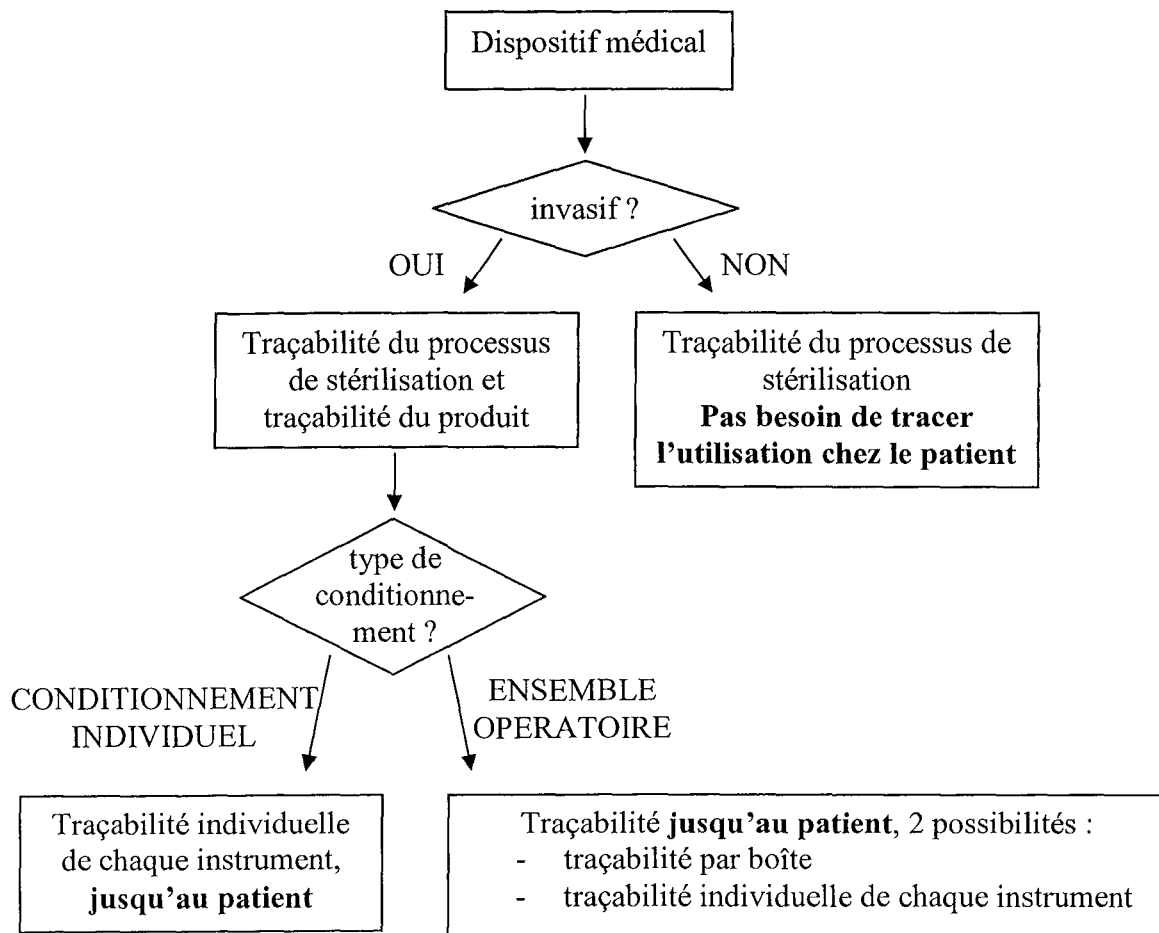 Dispositif médical
invasif ?
OUI
NON
Traçabilité du processus
de stérilisation et
traçabilité du produit
Traçabilité du processus de
stérilisation
Pas besoin de tracer
l'utilisation chez le patient
type de
conditionne-
ment ?
CONDITIONNEMENT
INDIVIDUEL
ENSEMBLE
OPERATOIRE
Traçabilité individuelle
de chaque instrument,
jusqu'au patient
Traçabilité jusqu'au patient, 2 possibilités :
- traçabilité par boîte
- traçabilité individuelle de chaque instrument